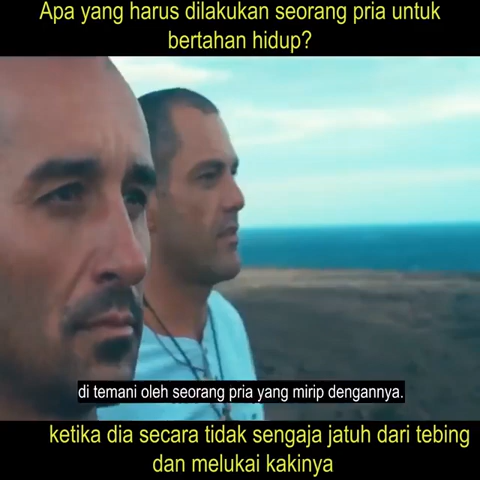 Apa yang harus dilakukan seorang pria untuk
bertahan hidup?
di temani oleh seorang pria yang mirip dengannya.
ketika dia secara tidak sengaja jatuh dari tebing
dan melukai kakinya